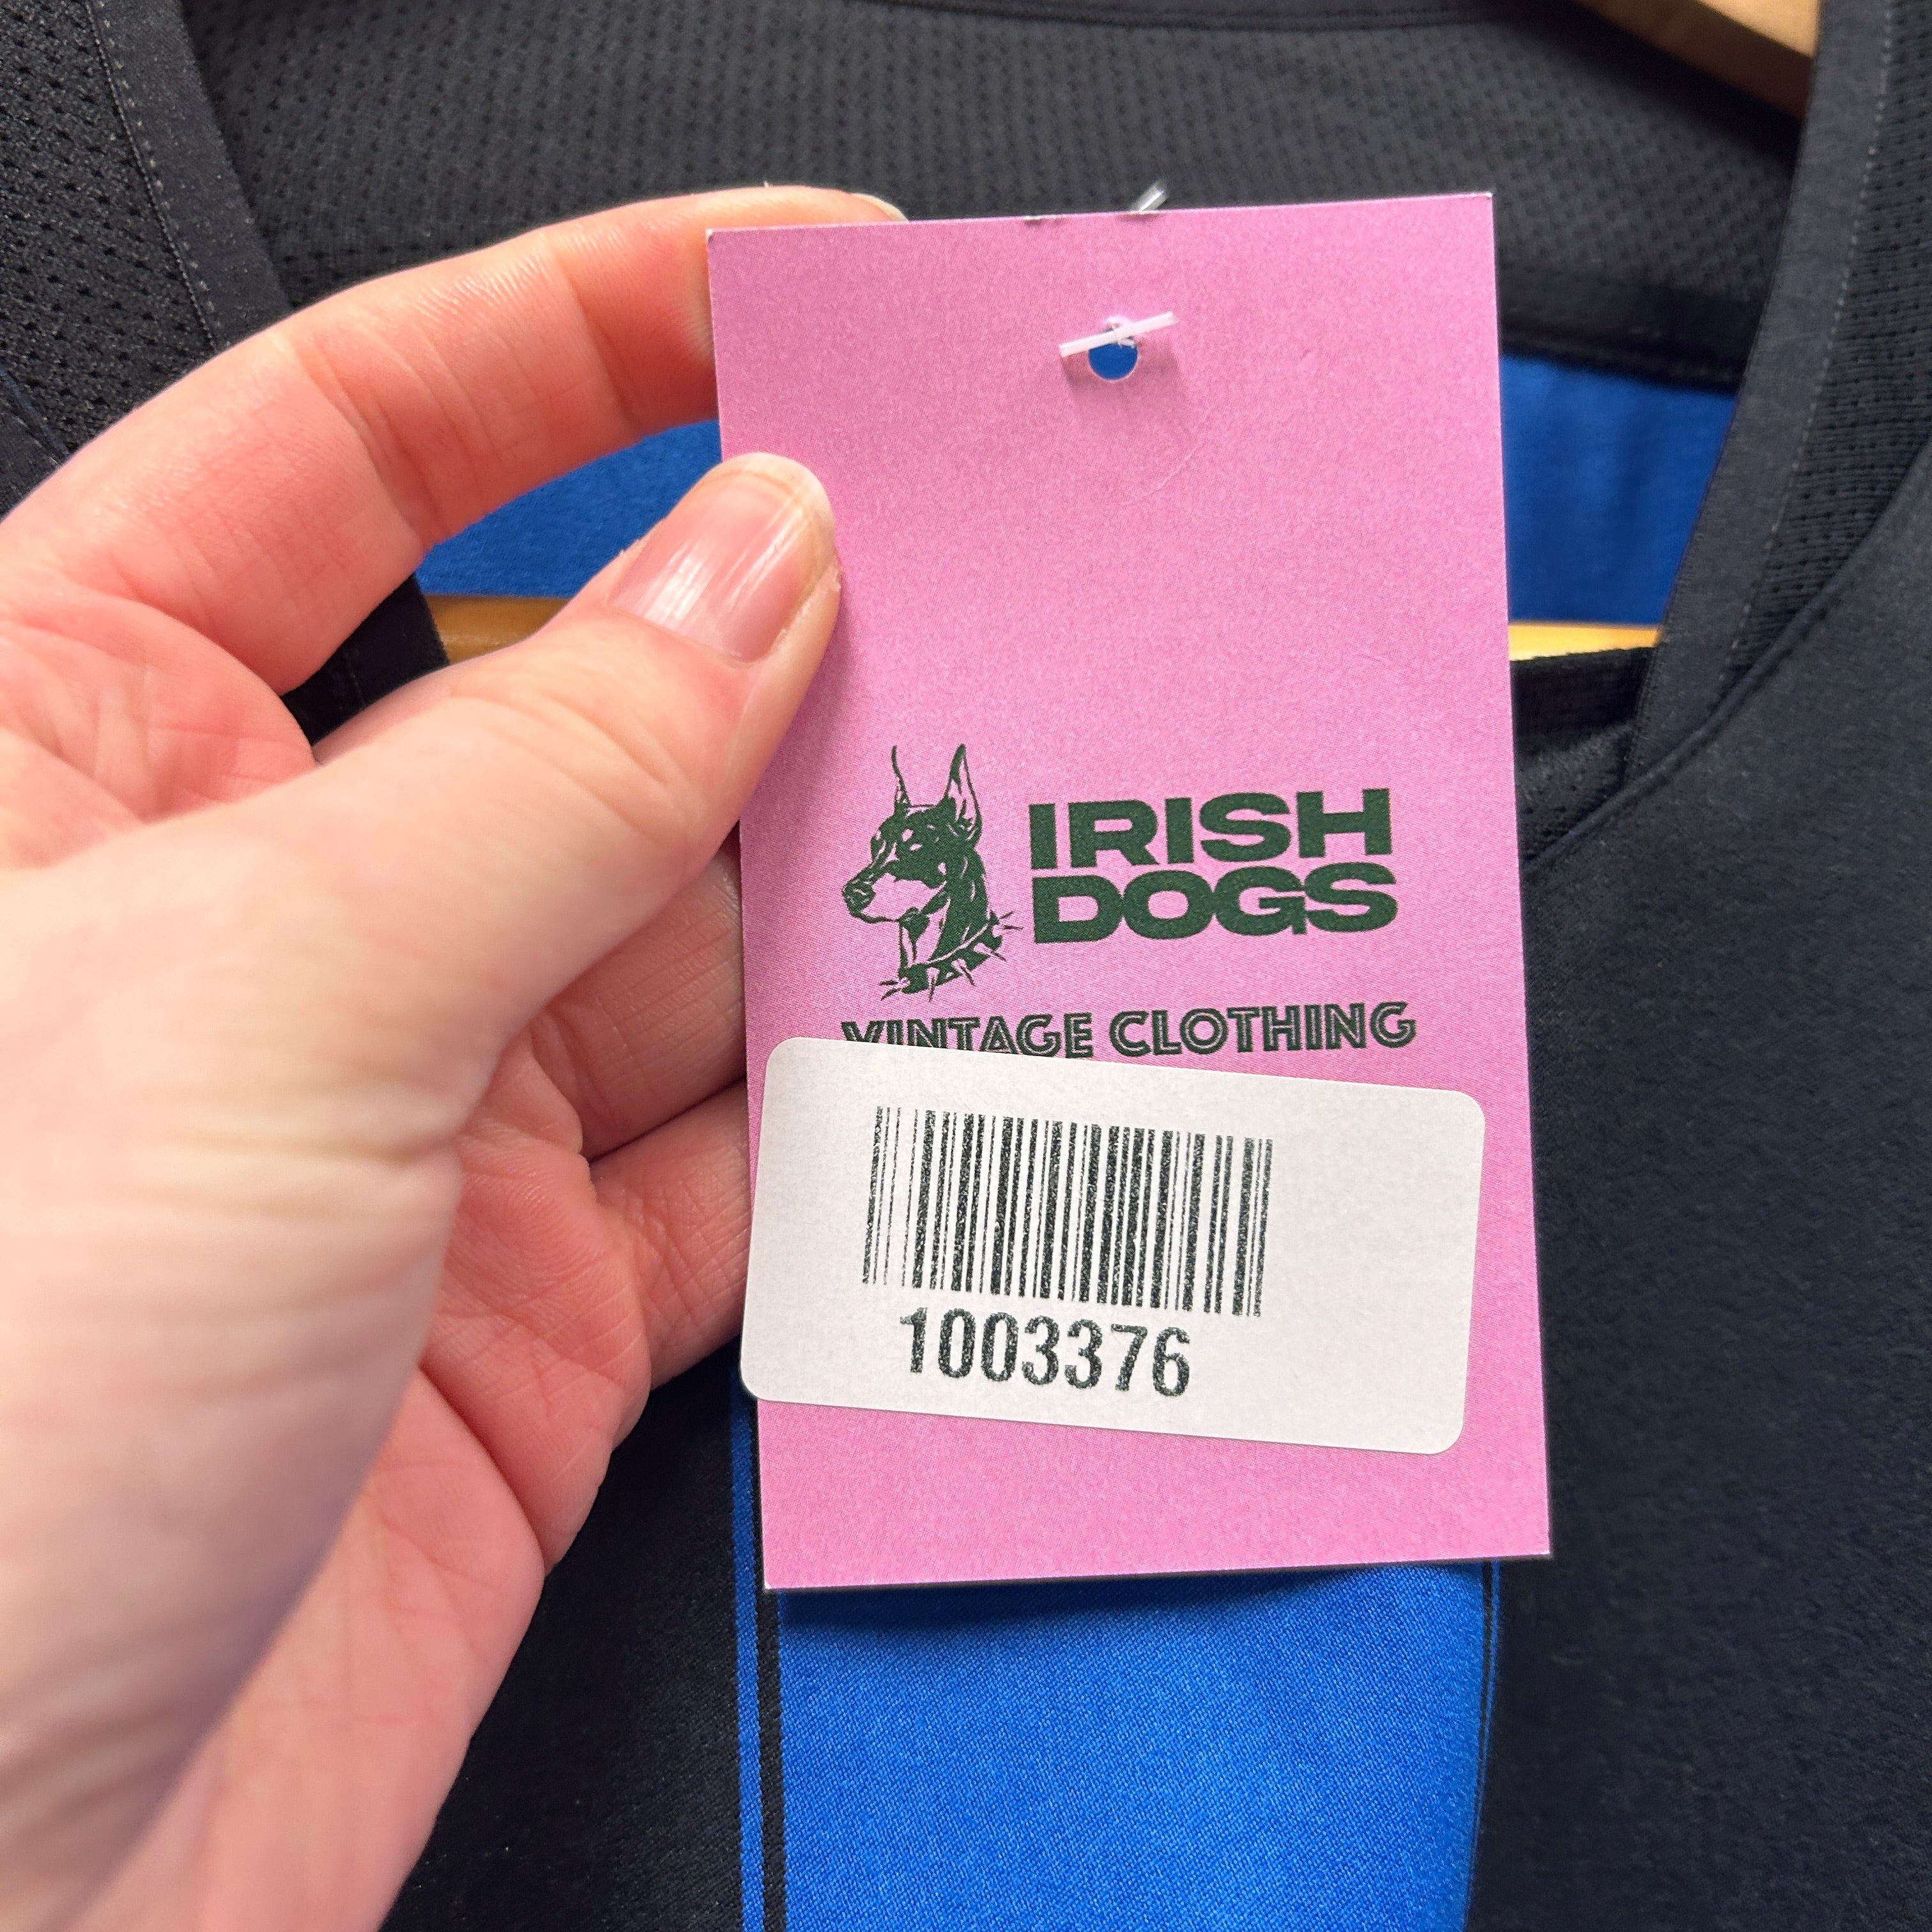 IRISH
DOGS
VINTAGE CLOTHING
1003376